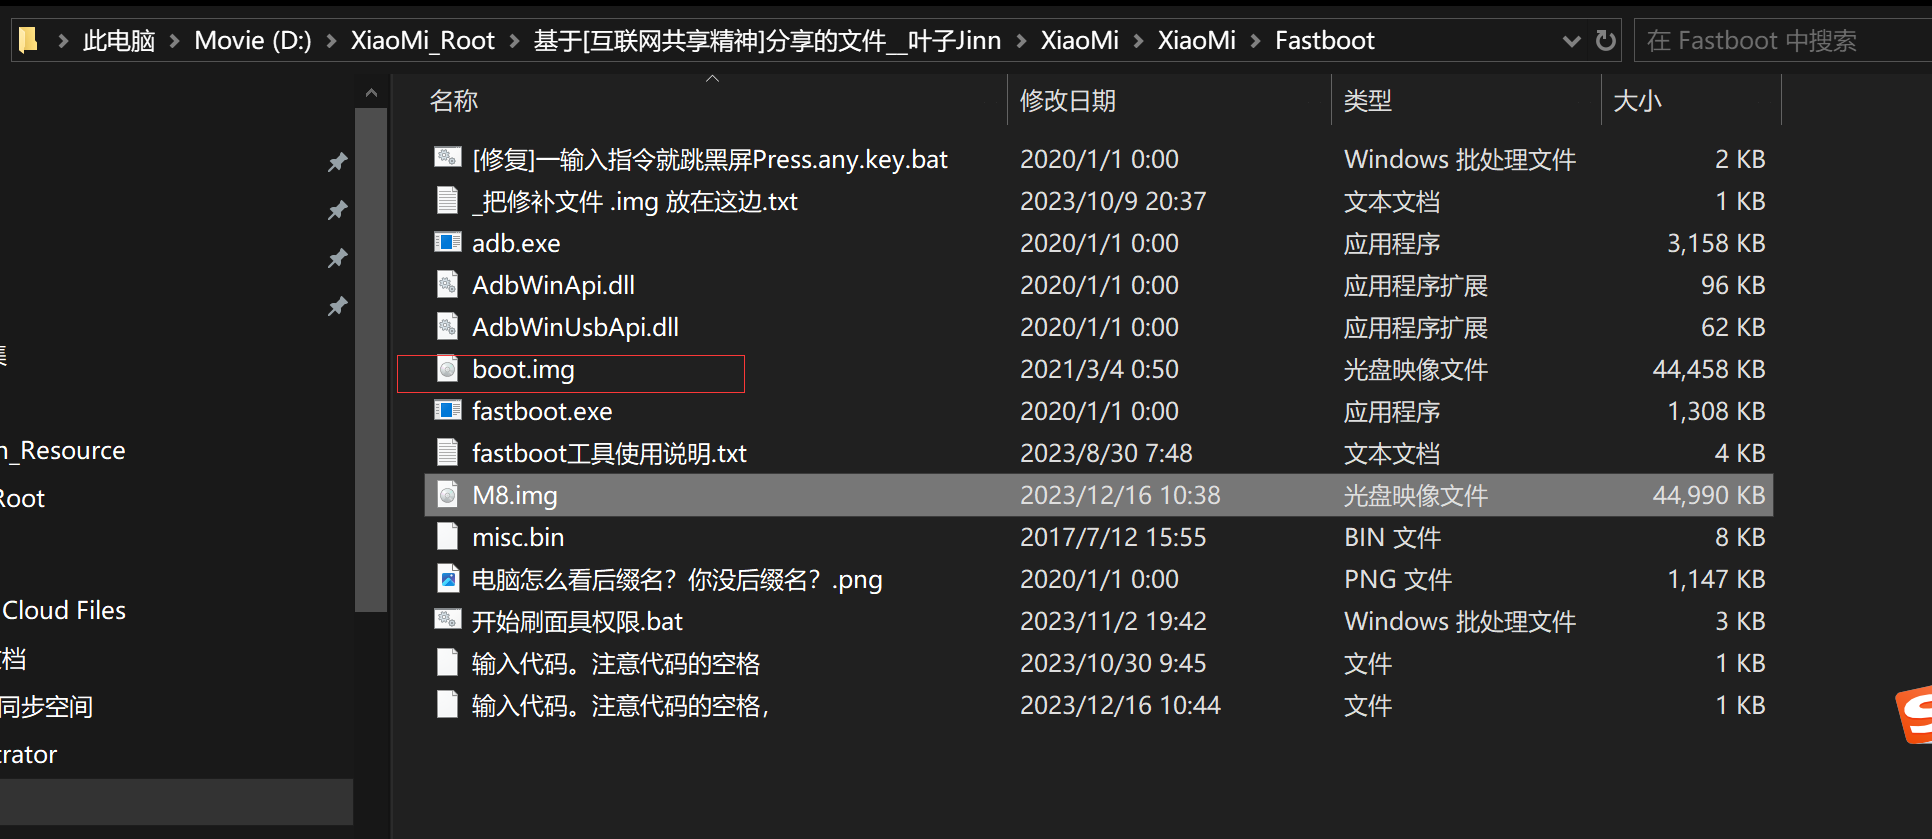 此电脑 > Movie (D:) > XiaoMi_Root > 基于[互联网共享精神]分享的文件__叶子Jinn > XiaoMi > XiaoMi > Fastboot
在 Fastboot 中搜索
名称 修改日期 类型 大小
[修复]一输入指令就跳黑屏Press.any.key.bat 2020/1/1 0:00 Windows 批处理文件 2 KB
_把修补文件 .img 放在这边.txt 2023/10/9 20:37 文本文档 1 KB
adb.exe 2020/1/1 0:00 应用程序 3,158 KB
AdbWinApi.dll 2020/1/1 0:00 应用程序扩展 96 KB
AdbWinUsbApi.dll 2020/1/1 0:00 应用程序扩展 62 KB
boot.img 2021/3/4 0:50 光盘映像文件 44,458 KB
fastboot.exe 2020/1/1 0:00 应用程序 1,308 KB
fastboot工具使用说明.txt 2023/8/30 7:48 文本文档 4 KB
M8.img 2023/12/16 10:38 光盘映像文件 44,990 KB
misc.bin 2017/7/12 15:55 BIN 文件 8 KB
电脑怎么看后缀名？你没后缀名？.png 2020/1/1 0:00 PNG 文件 1,147 KB
开始刷面具权限.bat 2023/11/2 19:42 Windows 批处理文件 3 KB
输入代码。注意代码的空格 2023/10/30 9:45 文件 1 KB
输入代码。注意代码的空格， 2023/12/16 10:44 文件 1 KB
_Resource
Root
Cloud Files
档
同步空间
rator